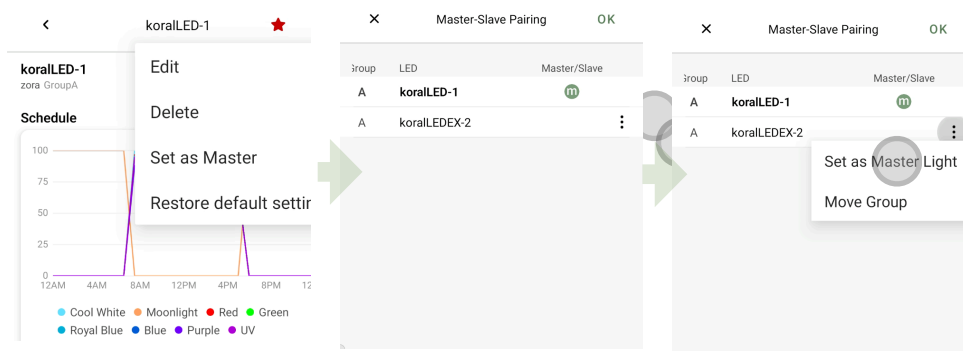 koralLED-1
koralLED-1
zora GroupA
Edit
Delete
Set as Master
Restore default settin
Schedule
100
75
50
25
0
12AM 4AM 8AM 12PM 4PM 8PM 12
Cool White Moonlight Red Green
Royal Blue Blue Purple UV
Master-Slave Pairing OK
Group LED Master/Slave
A koralLED-1 m
A koralLEDEX-2
Master-Slave Pairing OK
Group LED Master/Slave
A koralLED-1 m
A koralLEDEX-2
Set as Master Light
Move Group